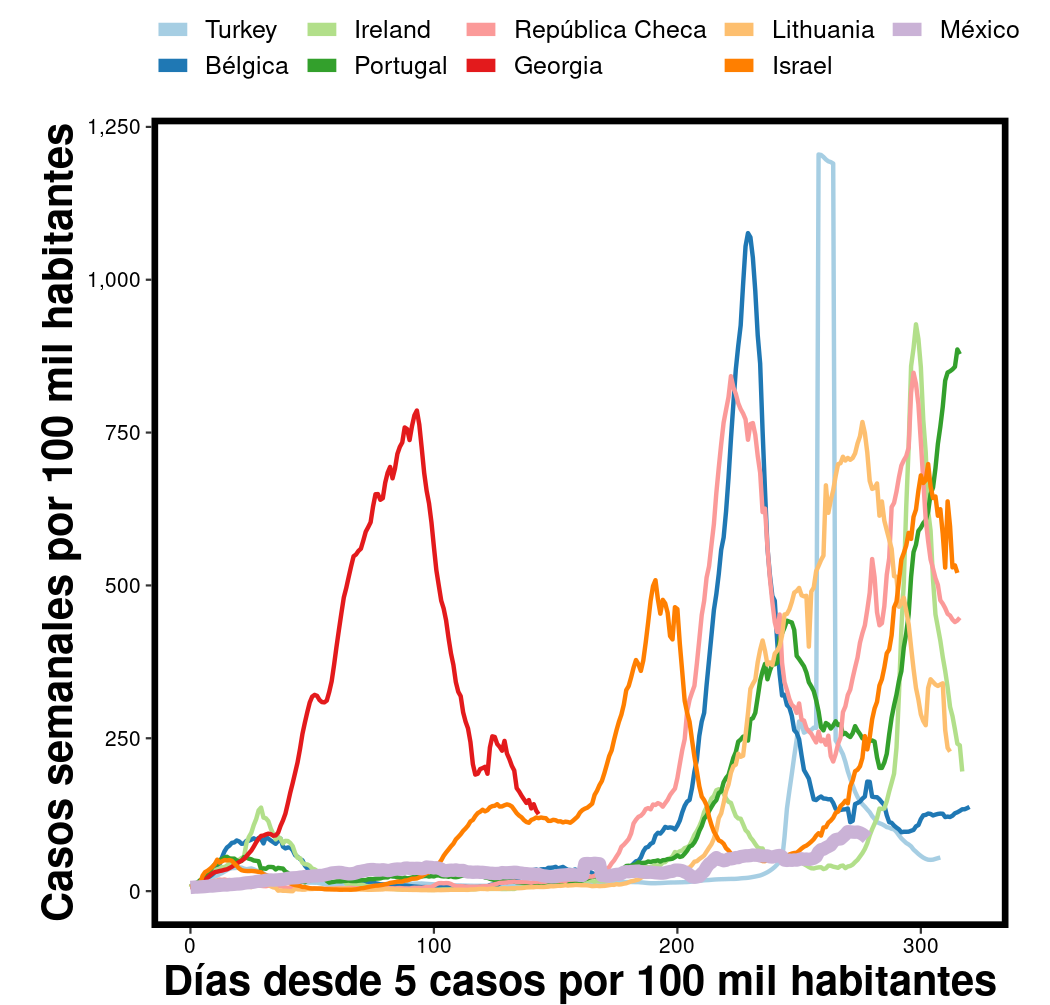 Turkey Ireland República Checa Lithuania México
Bélgica Portugal Georgia Israel
Casos semanales por 100 mil habitantes
1,250
1,000
750
500
250
0
0 100 200 300
Días desde 5 casos por 100 mil habitantes